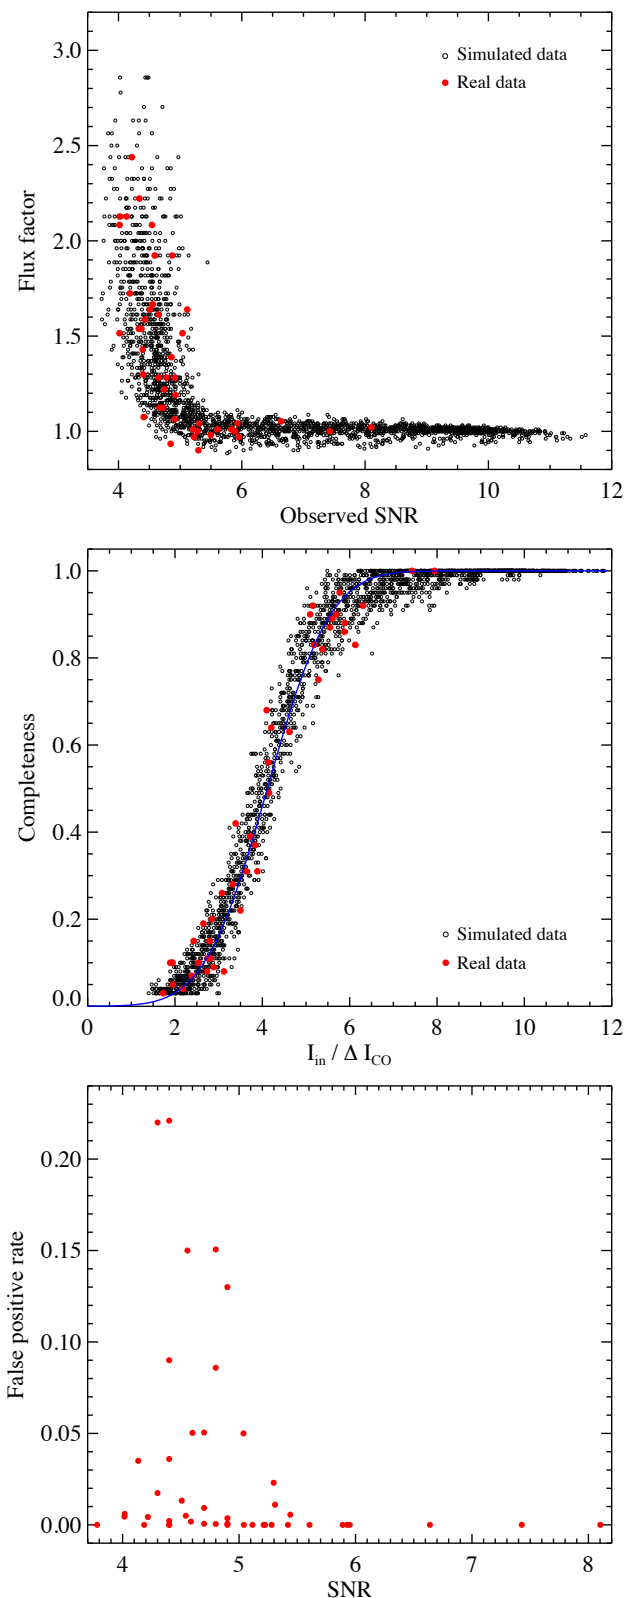 3.0
2.5
2.0
1.5
1.0
Flux factor
Simulated data
Real data
4 6 8 10 12
Observed SNR
1.0
0.8
0.6
0.4
0.2
0.0
Completeness
Simulated data
Real data
0 2 4 6 8 10 12
I_in / Δ I_CO
0.20
0.15
0.10
0.05
0.00
False positive rate
4 5 6 7 8
SNR